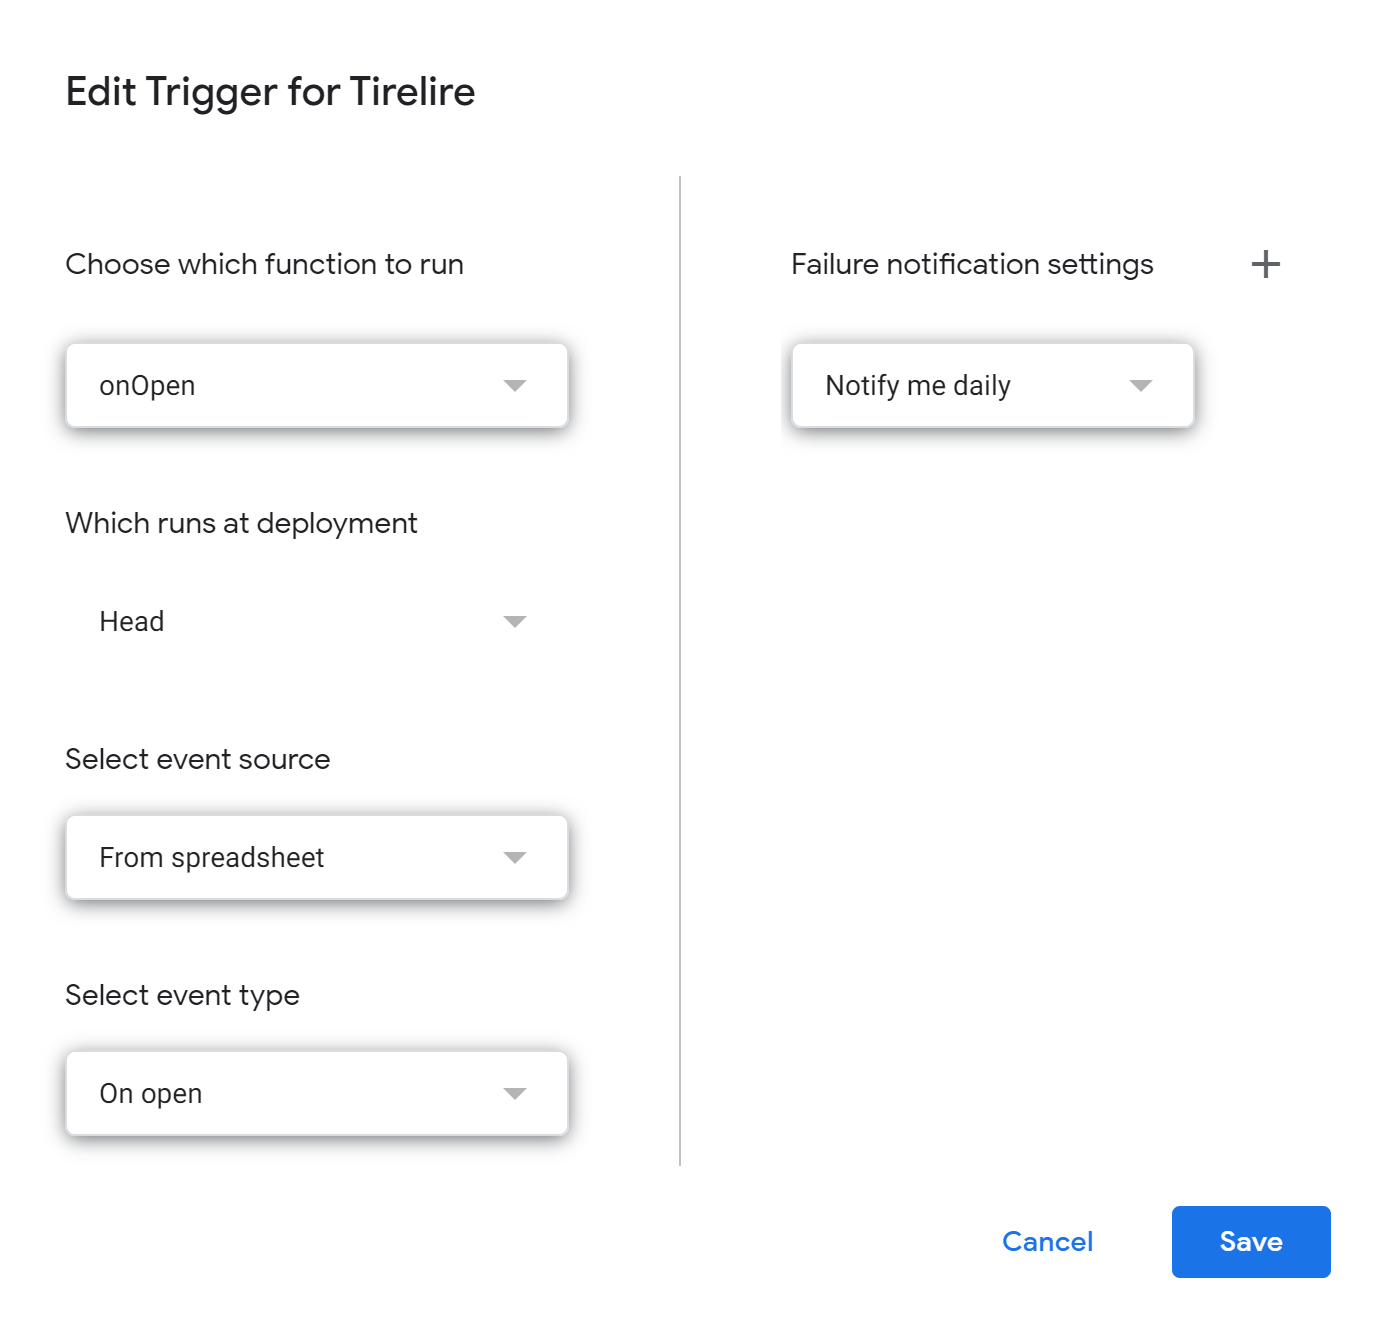 Edit Trigger for Tirelire
Choose which function to run
onOpen
Which runs at deployment
Head
Select event source
From spreadsheet
Select event type
On open
Failure notification settings
Notify me daily
Cancel
Save